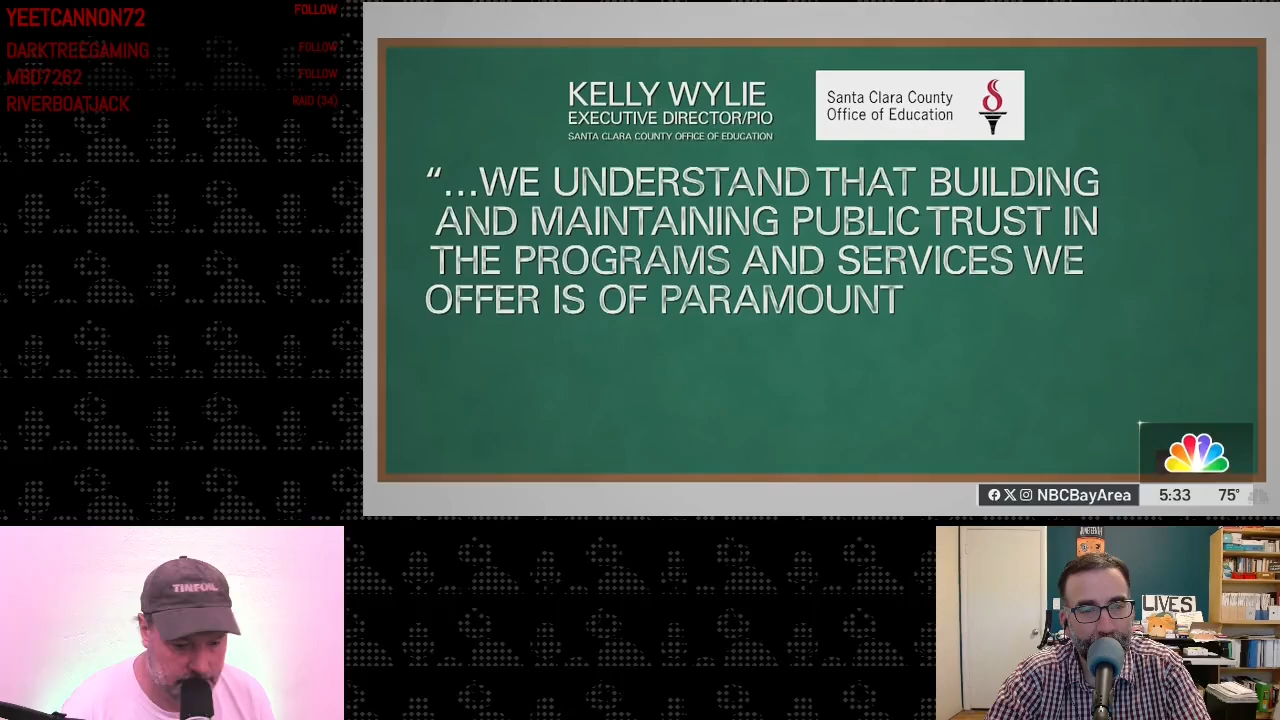 YEETCANNON72 FOLLOW
DARKTREEGAMING FOLLOW
MBD7262 FOLLOW
RIVERBOATJACK RAID (34)
KELLY WYLIE
EXECUTIVE DIRECTOR/PIO
SANTA CLARA COUNTY OFFICE OF EDUCATION
Santa Clara County
Office of Education
“...WE UNDERSTAND THAT BUILDING
AND MAINTAINING PUBLIC TRUST IN
THE PROGRAMS AND SERVICES WE
OFFER IS OF PARAMOUNT
NBCBayArea 5:33 75°
TINFOIL
LIVES